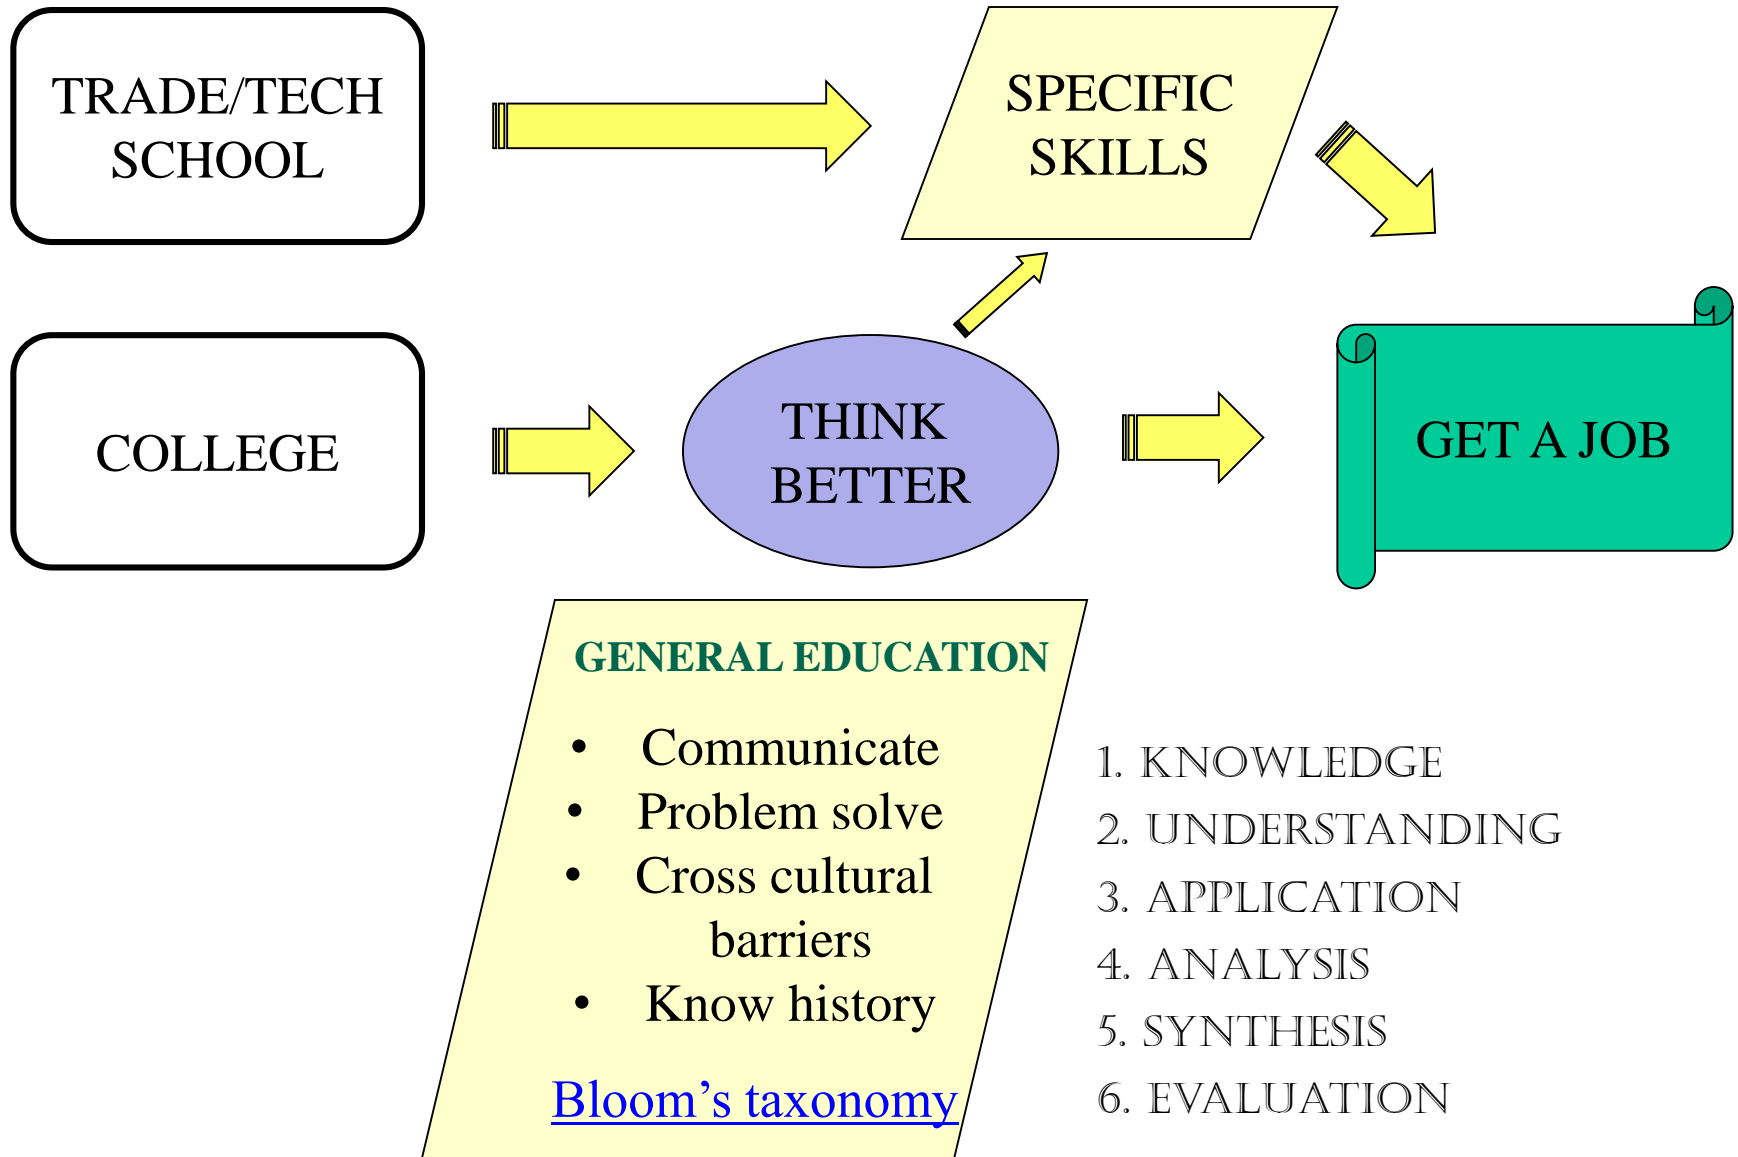 TRADE/TECH
SCHOOL
SPECIFIC
SKILLS
COLLEGE
THINK
BETTER
GET A JOB
GENERAL EDUCATION
• Communicate
• Problem solve
• Cross cultural
barriers
• Know history
Bloom’s taxonomy
1. KNOWLEDGE
2. UNDERSTANDING
3. APPLICATION
4. ANALYSIS
5. SYNTHESIS
6. EVALUATION